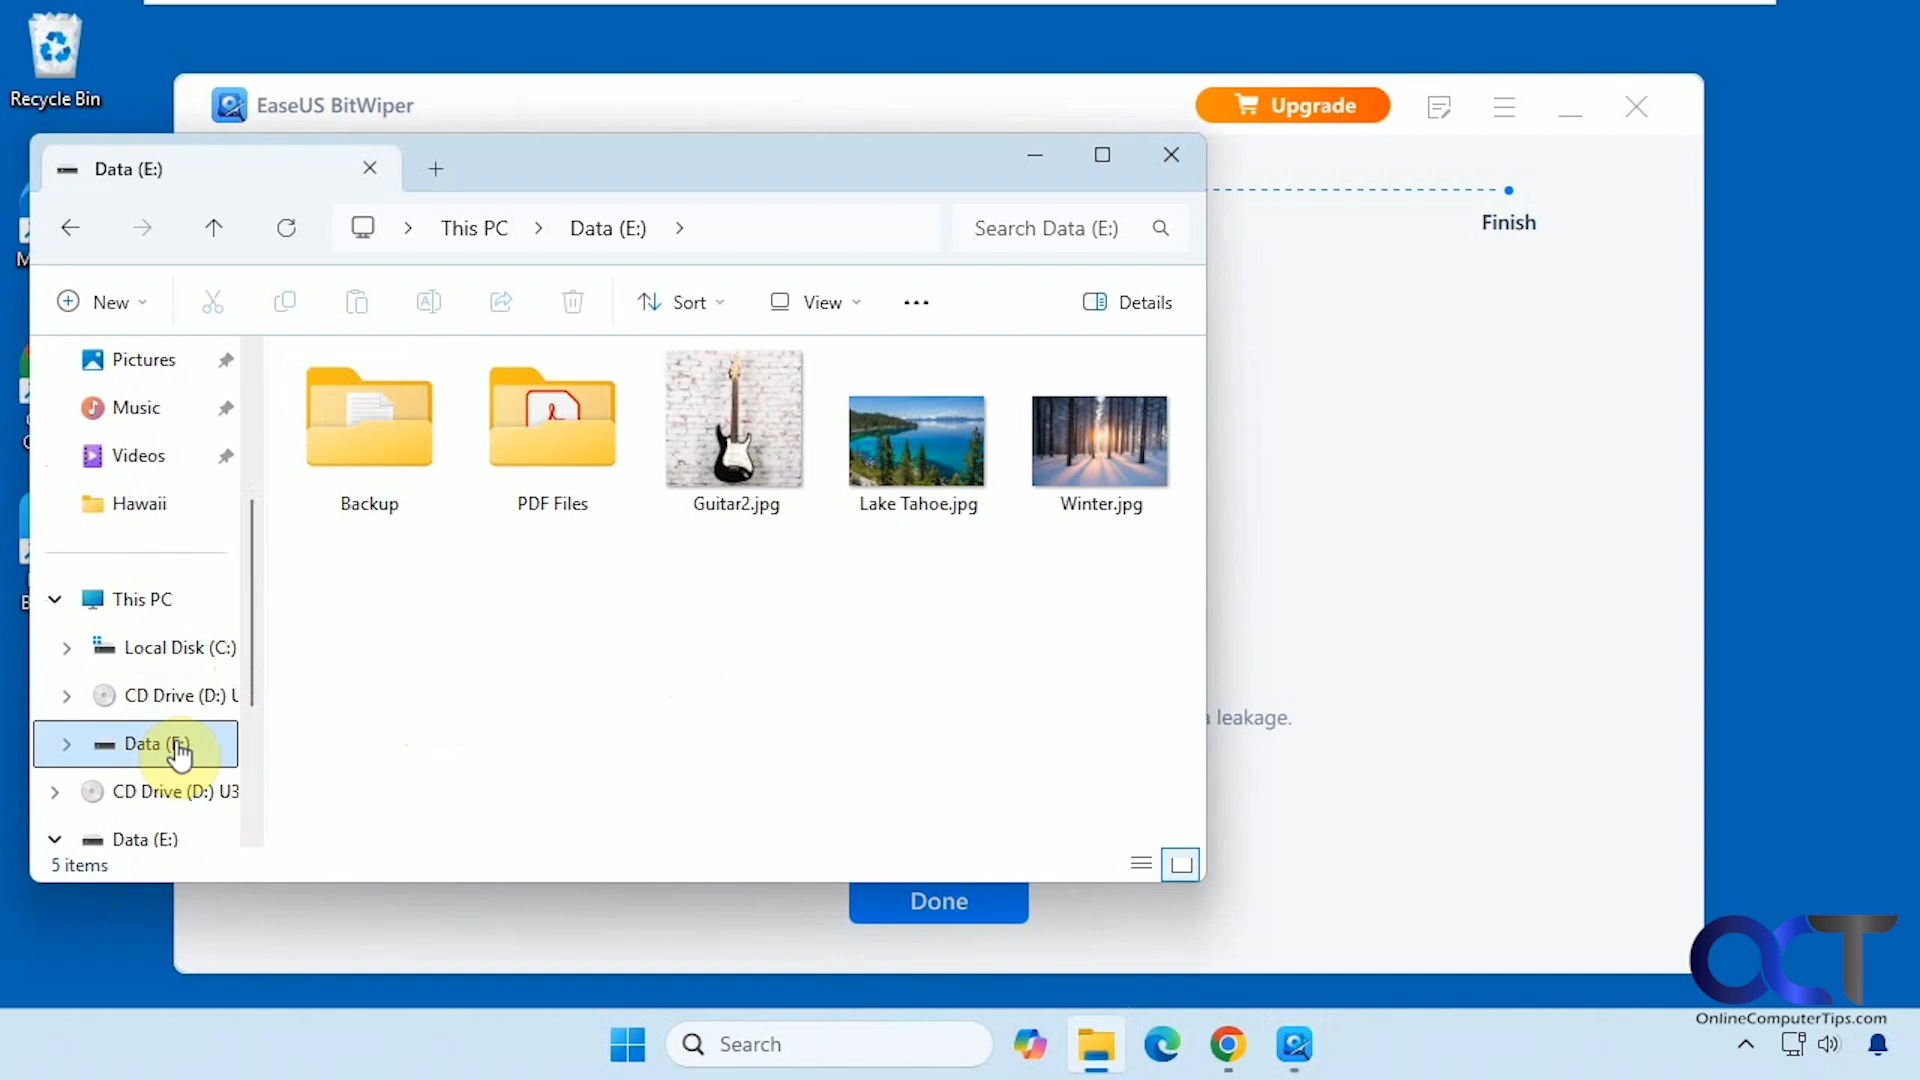 Recycle Bin
EaseUS BitWiper
Upgrade
Data (E:)
Finish
This PC
Data (E:)
Search Data (E:)
New
Sort
View
Details
Pictures
Music
Videos
Hawaii
This PC
Local Disk (C:)
CD Drive (D:) U
Data (E:)
CD Drive (D:) U3
Data (E:)
5 items
Backup
PDF Files
Guitar2.jpg
Lake Tahoe.jpg
Winter.jpg
a leakage.
Done
OCT
OnlineComputerTips.com
Search